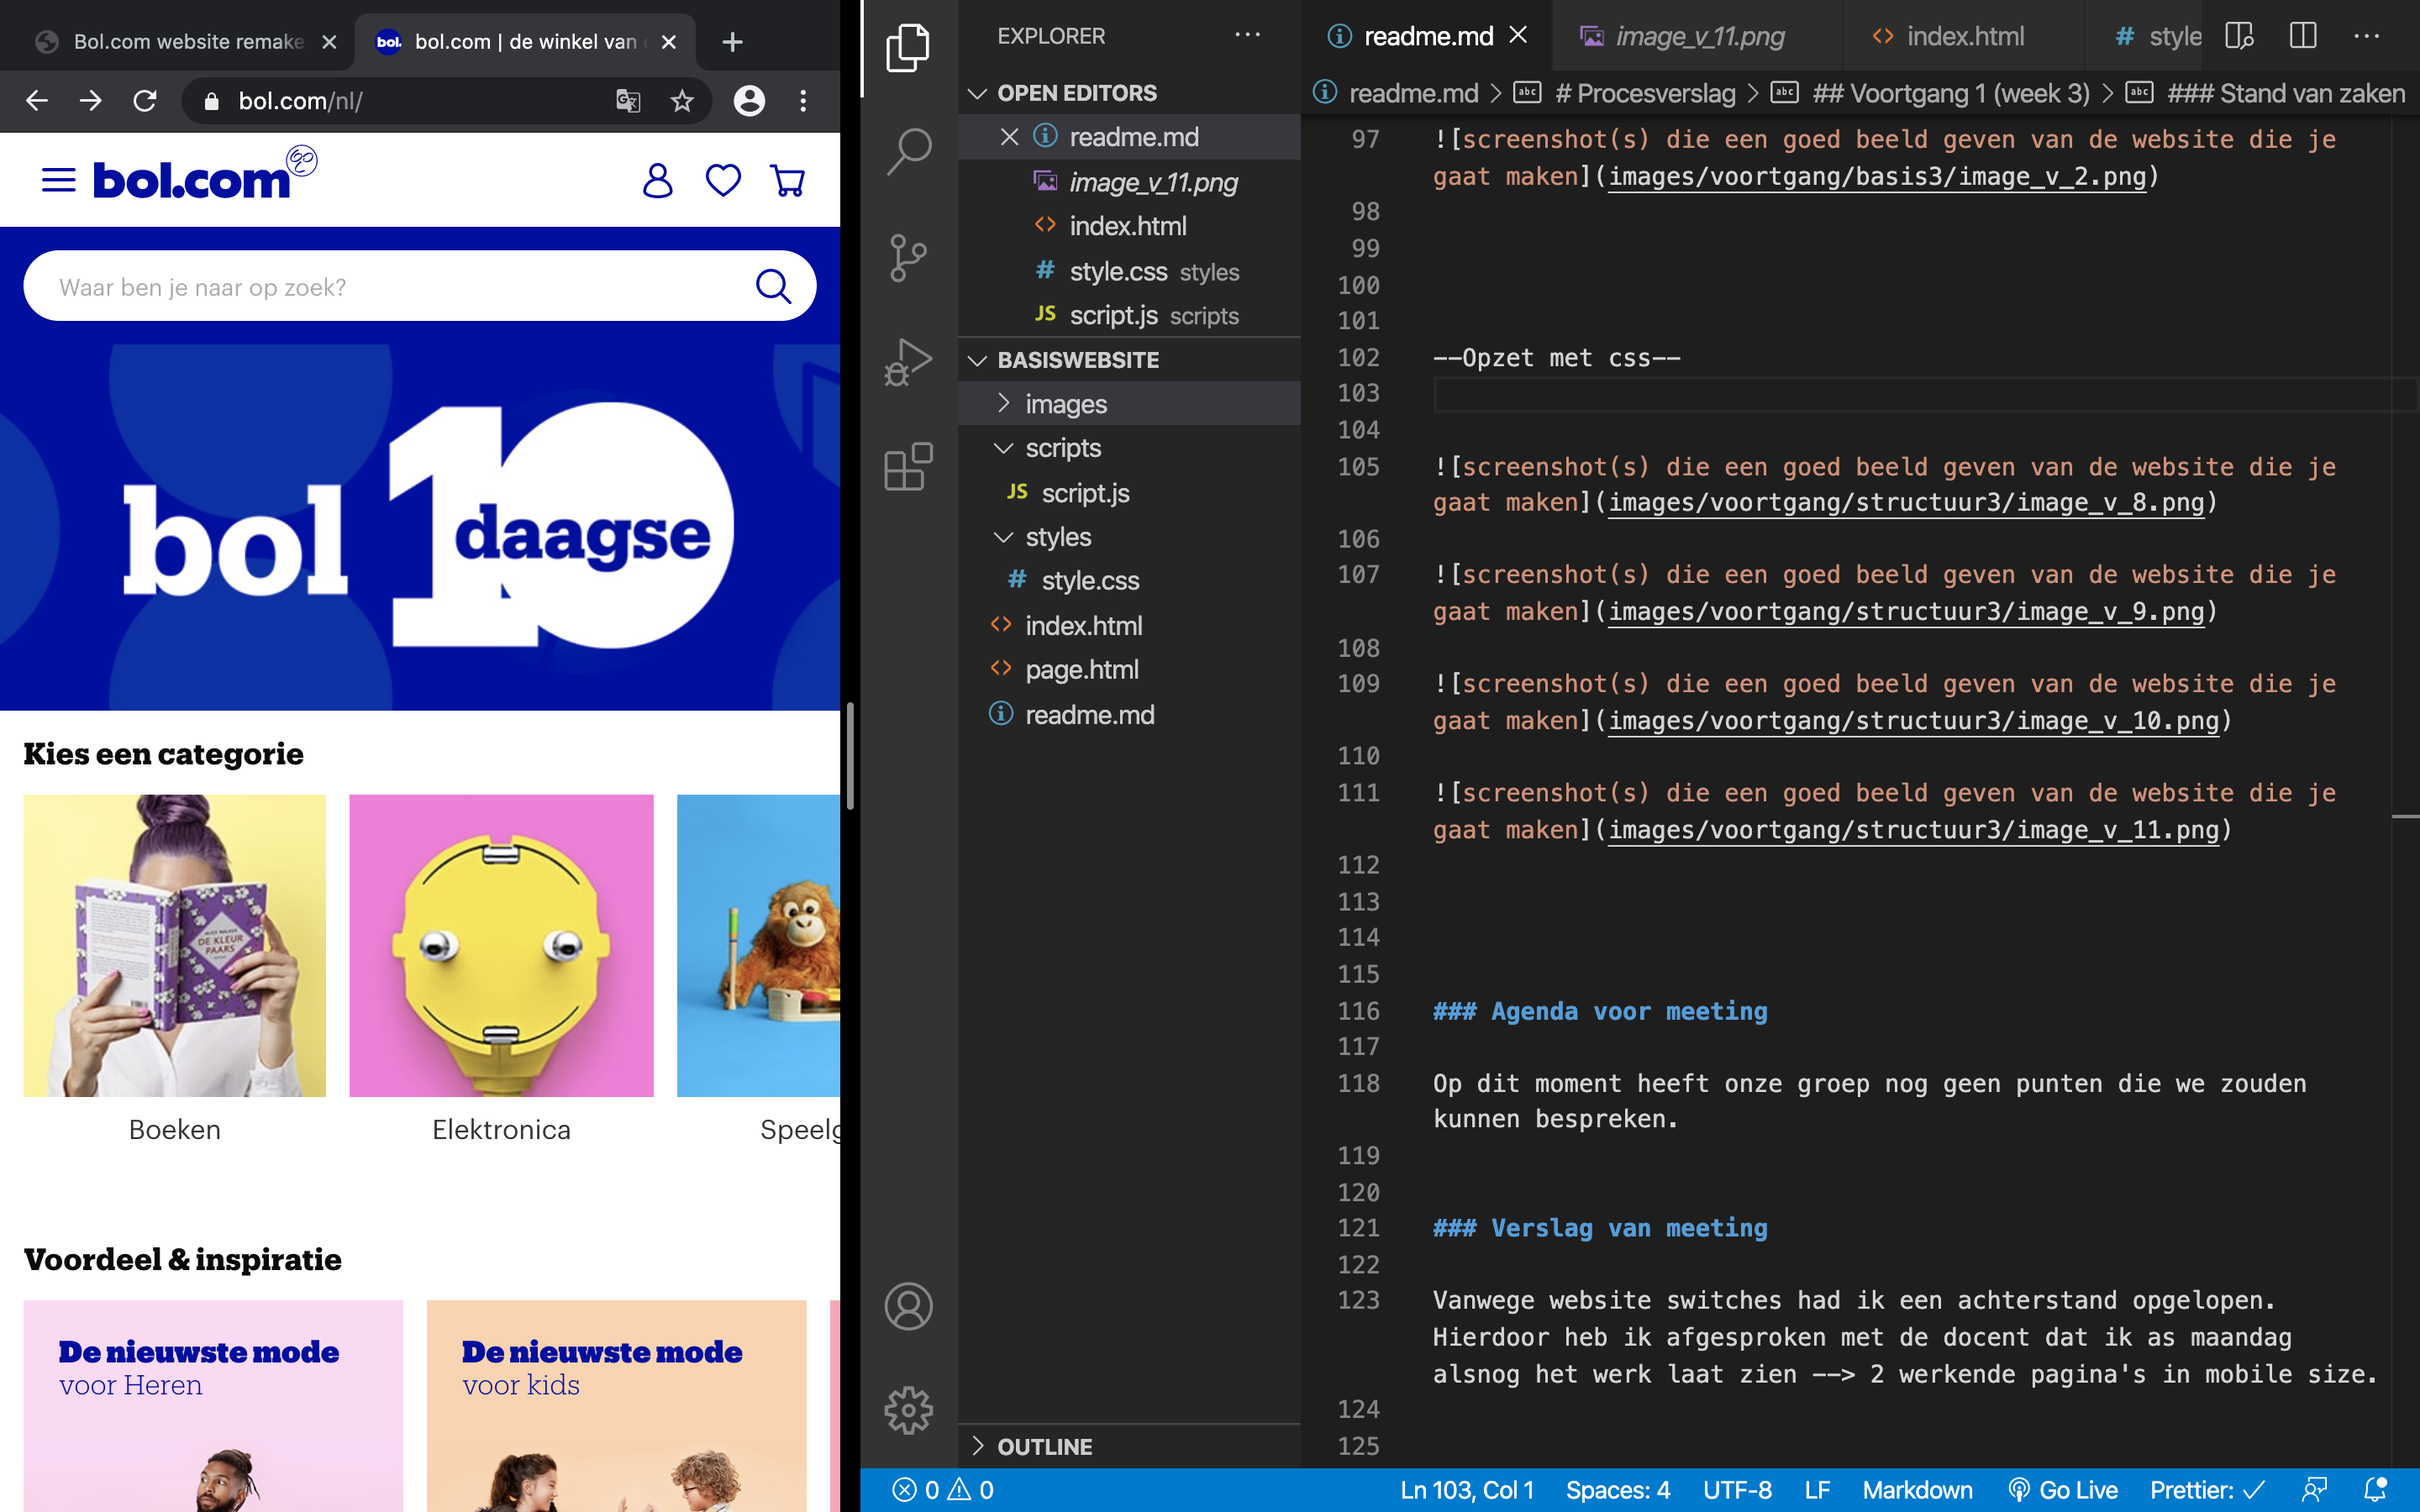 Bol.com website remake
bol.
bol.com | de winkel van
bol.com/nl/
bol.com
Waar ben je naar op zoek?
bol 10 daagse
Kies een categorie
ALICE WALKER
DE KLEUR
PAARS
Boeken
Elektronica
Speelg
Voordeel & inspiratie
De nieuwste mode
voor Heren
De nieuwste mode
voor kids
EXPLORER
OPEN EDITORS
readme.md
image_v_11.png
<> index.html
# style.css styles
JS script.js scripts
BASISWEBSITE
images
scripts
JS script.js
styles
# style.css
<> index.html
<> page.html
readme.md
OUTLINE
readme.md
image_v_11.png
<> index.html
# style
readme.md > abc # Procesverslag > abc ## Voortgang 1 (week 3) > abc ### Stand van zaken
97 ![screenshot(s) die een goed beeld geven van de website die je
gaat maken](images/voortgang/basis3/image_v_2.png)
98
99
100
101
102 --Opzet met css--
103
104
105 ![screenshot(s) die een goed beeld geven van de website die je
gaat maken](images/voortgang/structuur3/image_v_8.png)
106
107 ![screenshot(s) die een goed beeld geven van de website die je
gaat maken](images/voortgang/structuur3/image_v_9.png)
108
109 ![screenshot(s) die een goed beeld geven van de website die je
gaat maken](images/voortgang/structuur3/image_v_10.png)
110
111 ![screenshot(s) die een goed beeld geven van de website die je
gaat maken](images/voortgang/structuur3/image_v_11.png)
112
113
114
115
116 ### Agenda voor meeting
117
118 Op dit moment heeft onze groep nog geen punten die we zouden
kunnen bespreken.
119
120
121 ### Verslag van meeting
122
123 Vanwege website switches had ik een achterstand opgelopen.
Hierdoor heb ik afgesproken met de docent dat ik as maandag
alsnog het werk laat zien --> 2 werkende pagina's in mobile size.
124
125
0 0 Ln 103, Col 1 Spaces: 4 UTF-8 LF Markdown Go Live Prettier: ✓